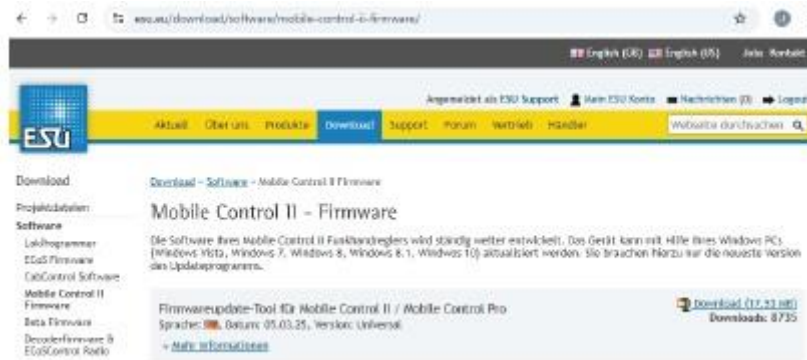 esu.eu/download/software/mobile-control-ii-firmware/
English (UK) English (US) Jobs Kontakt
Angemeldet als ESU Support Mein ESU Konto Nachrichten (0) Logout
ESU
Aktuell Über uns Produkte Download Support Forum Vertrieb Händler Webseite durchsuchen
Download
Projektdateien
Software
Lokprogrammer
ECoS Firmware
CabControl Software
Mobile Control II
Firmware
Beta Firmware
Decoderfirmware &
ECoSControl Radio
Download - Software - Mobile Control II Firmware
Mobile Control II - Firmware
Die Software Ihres Mobile Control II Funkhandreglers wird ständig weiter entwickelt. Das Gerät kann mit Hilfe Ihres Windows PCs
(Windows Vista, Windows 7, Windows 8, Windows 8.1, Windows 10) aktualisiert werden. Sie brauchen hierzu nur die neueste Version
des Updateprogramms.
Firmwareupdate-Tool für Mobile Control II / Mobile Control Pro
Sprache: Datum: 05.03.25, Version: Universal
» Mehr Informationen
Download (17,51 MB)
Downloads: 8735